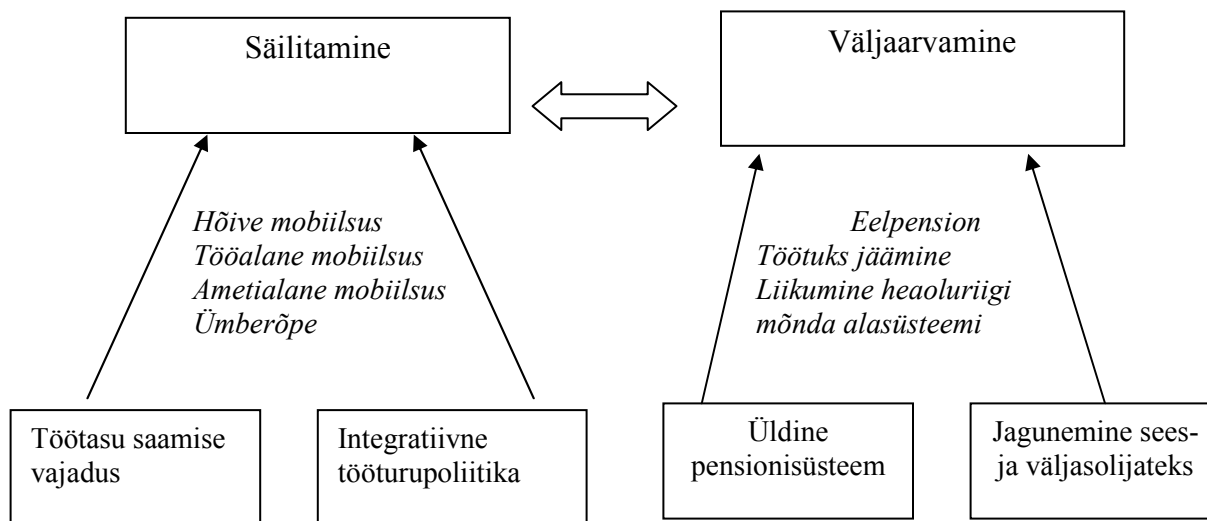 Säilitamine
Väljaarvamine
Hõive mobiilsus
Tööalane mobiilsus
Ametialane mobiilsus
Ümberõpe
Eelpension
Töötuks jäämine
Liikumine heaoluriigi
mõnda alasüsteemi
Töötasu saamise
vajadus
Integratiivne
tööturupoliitika
Üldine
pensionisüsteem
Jagunemine sees-
ja väljasolijateks